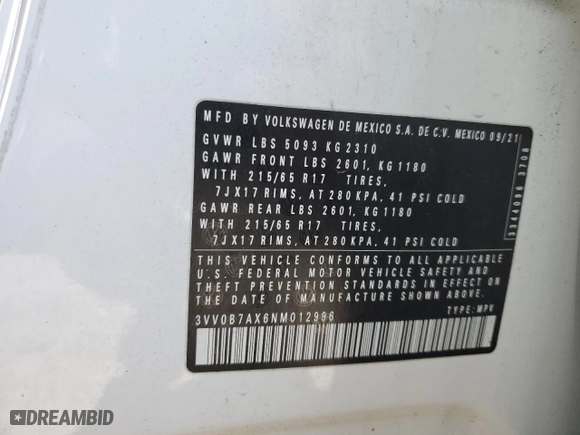 MFD BY VOLKSWAGEN DE MEXICO S.A. DE C.V. MEXICO 09/21
GVWR LBS 5093 KG 2310
GAWR FRONT LBS 2601, KG 1180
WITH 215/65 R17 TIRES,
7JX17 RIMS, AT 280 KPA, 41 PSI COLD
GAWR REAR LBS 2601, KG 1180
WITH 215/65 R17 TIRES,
7JX17 RIMS, AT 280 KPA, 41 PSI COLD
THIS VEHICLE CONFORMS TO ALL APPLICABLE
U.S. FEDERAL MOTOR VEHICLE SAFETY AND
THEFT PREVENTION STANDARDS IN EFFECT ON
THE DATE OF MANUFACTURE SHOWN ABOVE.
3VV0B7AX6NM012996 TYPE: MPV
3344096 3708
DREAMBID